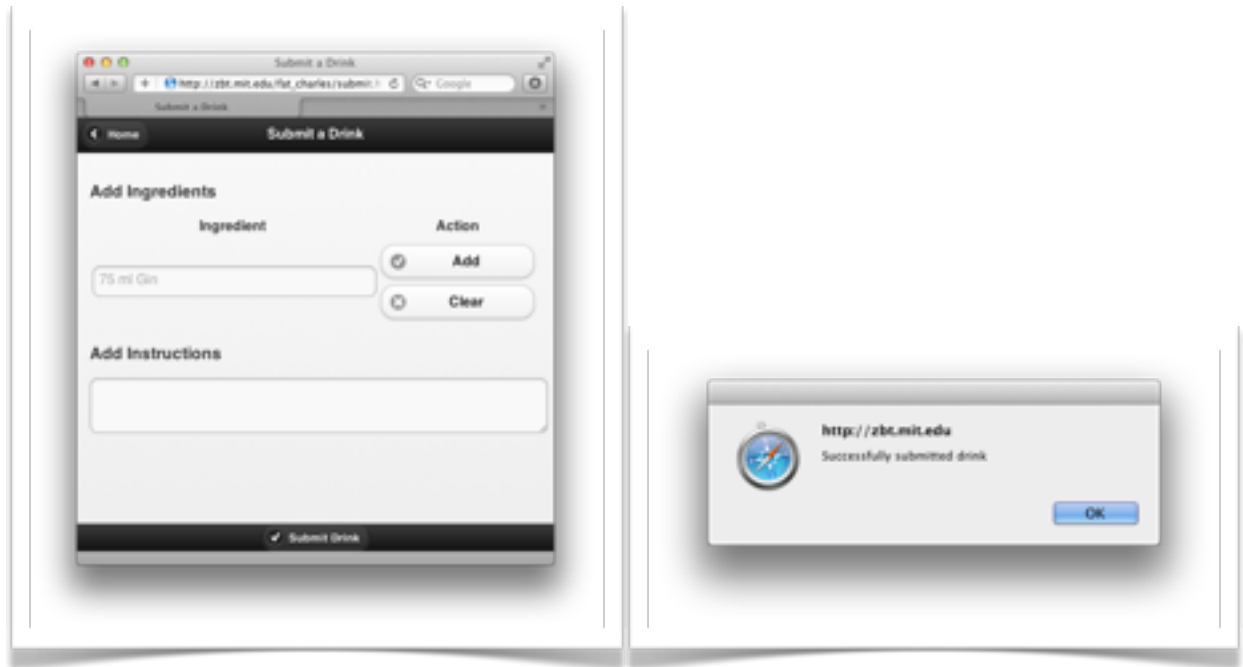 Submit a Drink
http://zbt.mit.edu/fat_charles/submit.h
Google
Submit a Drink
Home
Submit a Drink
Add Ingredients
Ingredient
Action
75 ml Gin
Add
Clear
Add Instructions
Submit Drink
http://zbt.mit.edu
Successfully submitted drink
OK